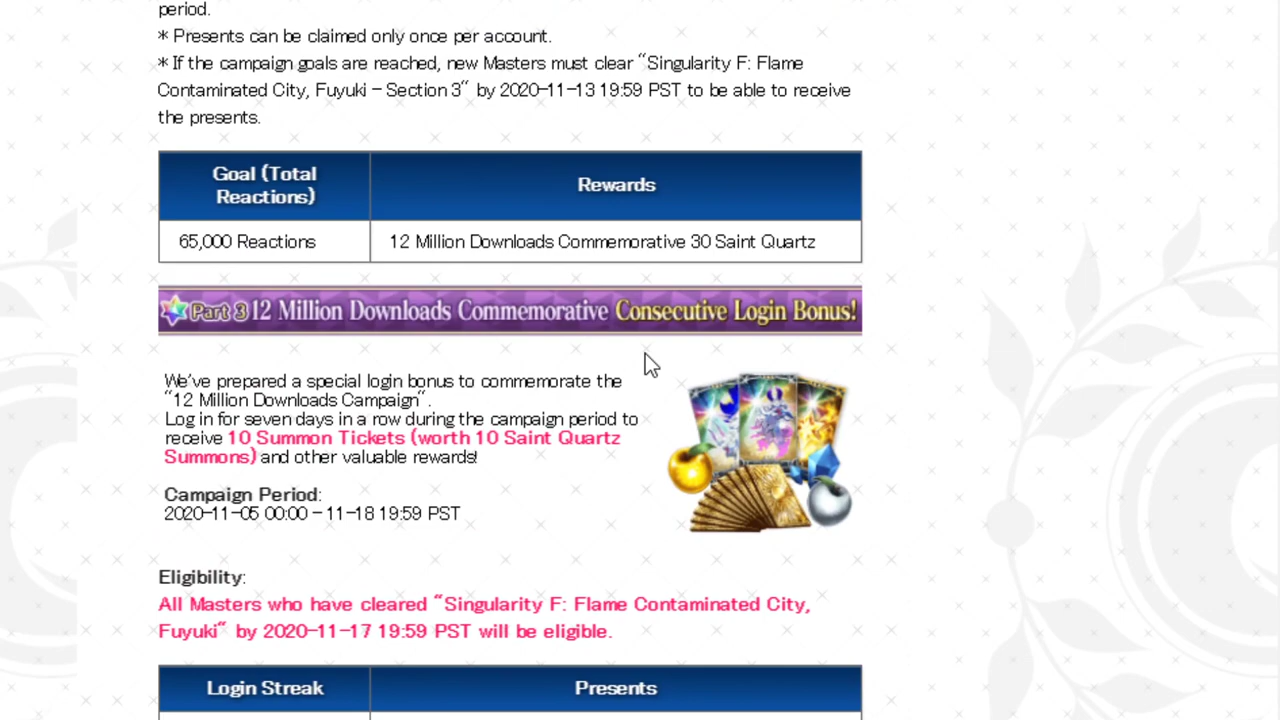 period.
* Presents can be claimed only once per account.
* If the campaign goals are reached, new Masters must clear "Singularity F: Flame
Contaminated City, Fuyuki - Section 3" by 2020-11-13 19:59 PST to be able to receive
the presents.
Goal (Total
Reactions)
Rewards
65,000 Reactions
12 Million Downloads Commemorative 30 Saint Quartz
Part 3 12 Million Downloads Commemorative Consecutive Login Bonus!
We've prepared a special login bonus to commemorate the
"12 Million Downloads Campaign".
Log in for seven days in a row during the campaign period to
receive 10 Summon Tickets (worth 10 Saint Quartz
Summons) and other valuable rewards!
Campaign Period:
2020-11-05 00:00 - 11-18 19:59 PST
Eligibility:
All Masters who have cleared "Singularity F: Flame Contaminated City,
Fuyuki" by 2020-11-17 19:59 PST will be eligible.
Login Streak
Presents